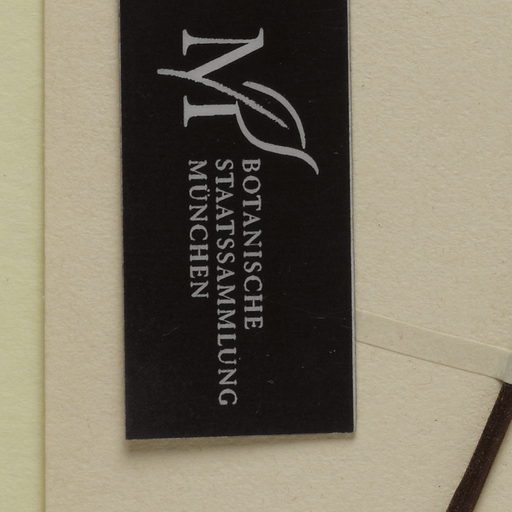 M
BOTANISCHE
STAATSSAMMLUNG
MÜNCHEN